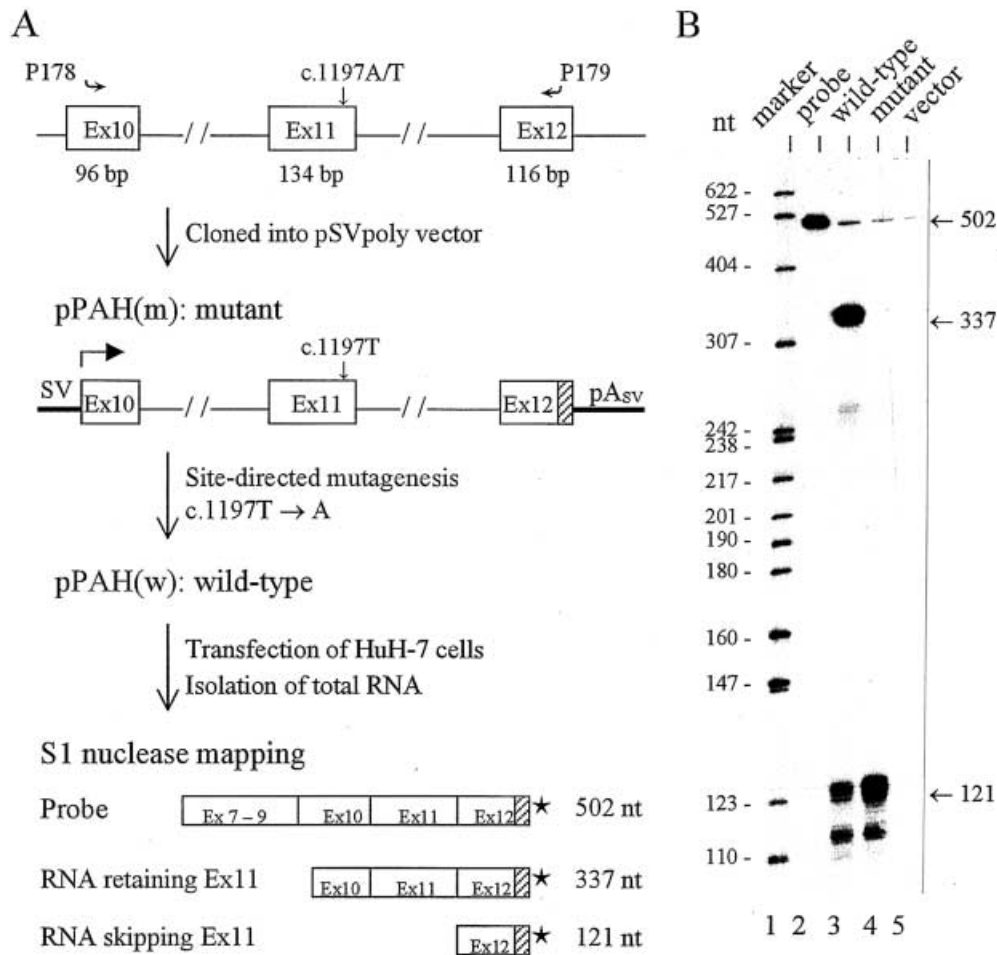 A
P178
c.1197A/T
P179
Ex10
Ex11
Ex12
96 bp
134 bp
116 bp
Cloned into pSVpoly vector
pPAH(m): mutant
c.1197T
SV
Ex10
Ex11
Ex12
pASV
Site-directed mutagenesis
c.1197T → A
pPAH(w): wild-type
Transfection of HuH-7 cells
Isolation of total RNA
S1 nuclease mapping
Probe
Ex 7 – 9
Ex10
Ex11
Ex12
★ 502 nt
RNA retaining Ex11
Ex10
Ex11
Ex12
★ 337 nt
RNA skipping Ex11
Ex12
★ 121 nt
B
nt
marker
probe
wild-type
mutant
vector
622 -
527 -
404 -
307 -
242 -
238 -
217 -
201 -
190 -
180 -
160 -
147 -
123 -
110 -
← 502
← 337
← 121
1 2 3 4 5